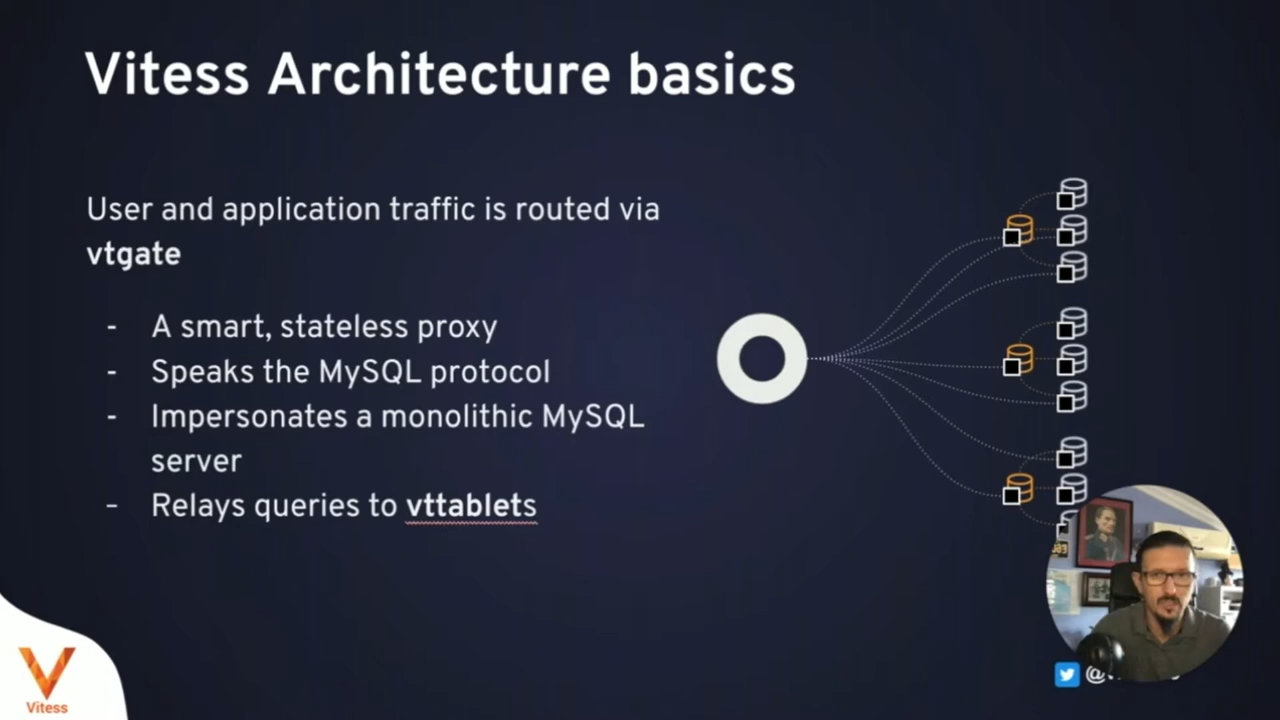 Vitess Architecture basics
User and application traffic is routed via
vtgate
- A smart, stateless proxy
- Speaks the MySQL protocol
- Impersonates a monolithic MySQL
server
- Relays queries to vttablets
Vitess